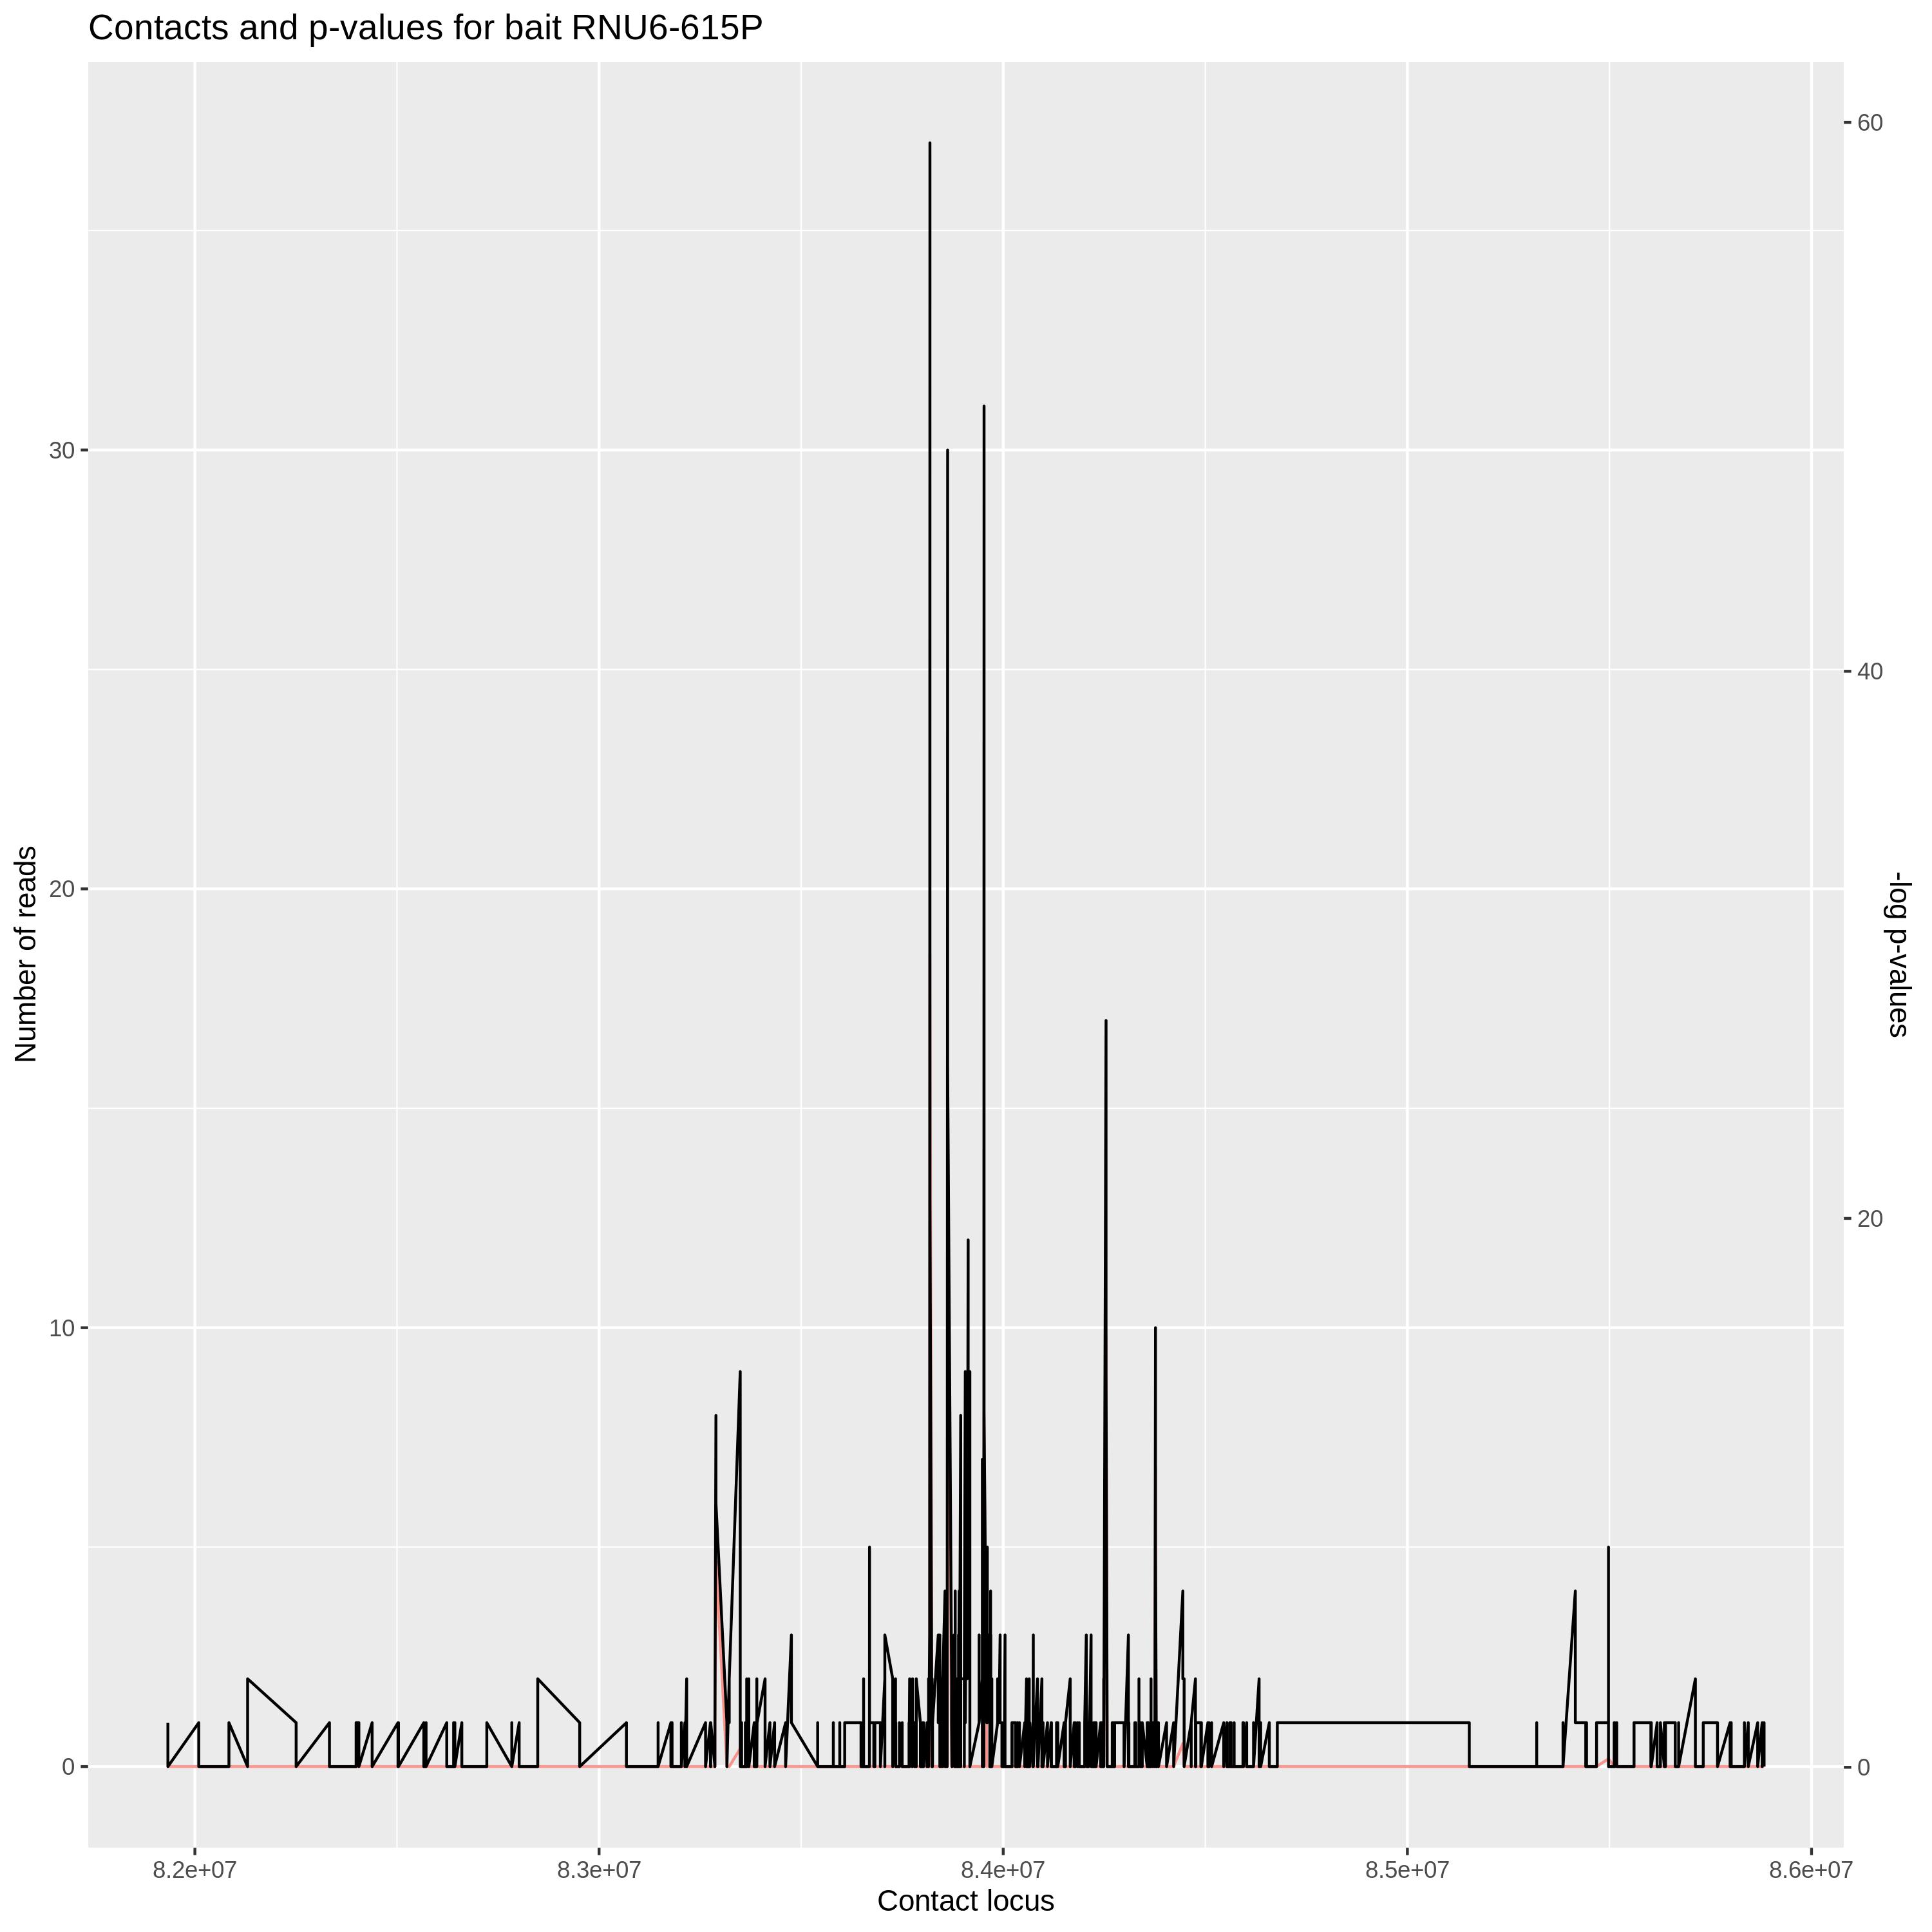 Contacts and p-values for bait RNU6-615P
60
30
40
20
20
10
0
0
Number of reads
-log p-values
8.2e+07
8.3e+07
8.4e+07
8.5e+07
8.6e+07
Contact locus